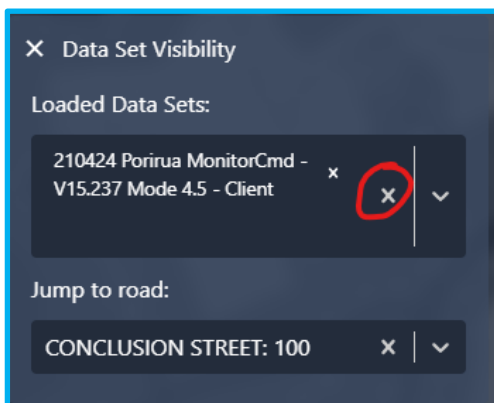 Data Set Visibility
Loaded Data Sets:
210424 Porirua MonitorCmd -
V15.237 Mode 4.5 - Client
Jump to road:
CONCLUSION STREET: 100